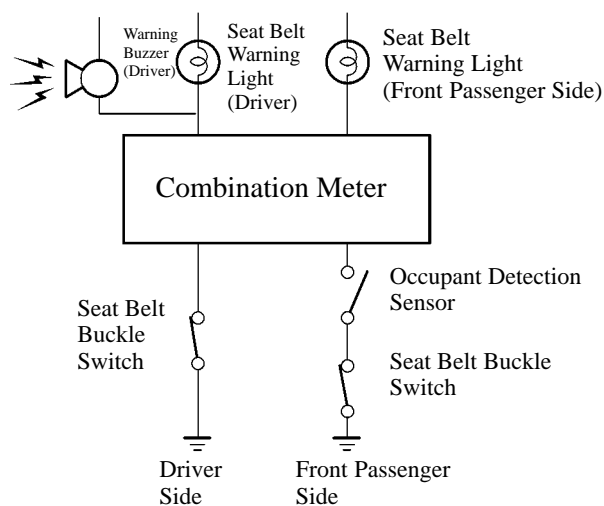 Warning
Buzzer
(Driver)
Seat Belt
Warning
Light
(Driver)
Seat Belt
Warning Light
(Front Passenger Side)
Combination Meter
Seat Belt
Buckle
Switch
Occupant Detection
Sensor
Seat Belt Buckle
Switch
Driver
Side
Front Passenger
Side